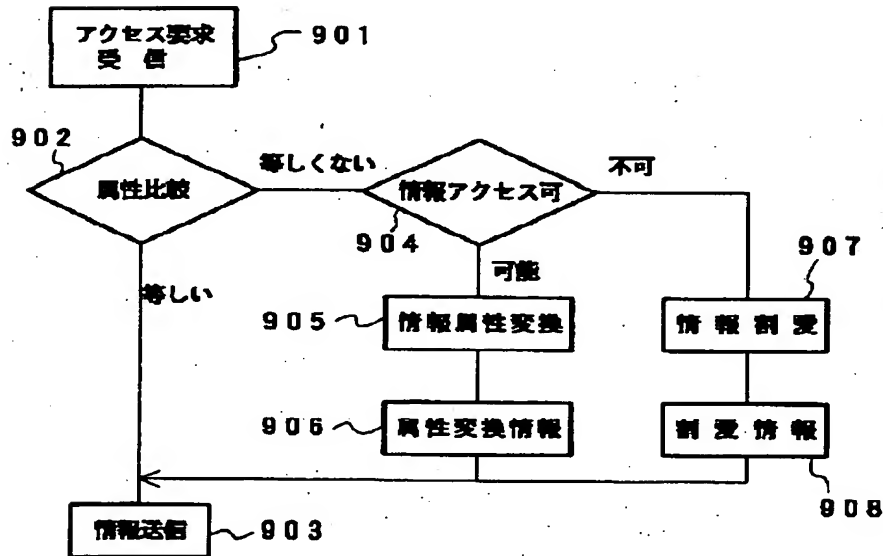 アクセス要求
受信
901
902
属性比較
等しくない
情報アクセス可
不可
904
907
可能
等しい
905
情報属性変換
情報割愛
906
属性変換情報
割愛情報
908
情報送信
903